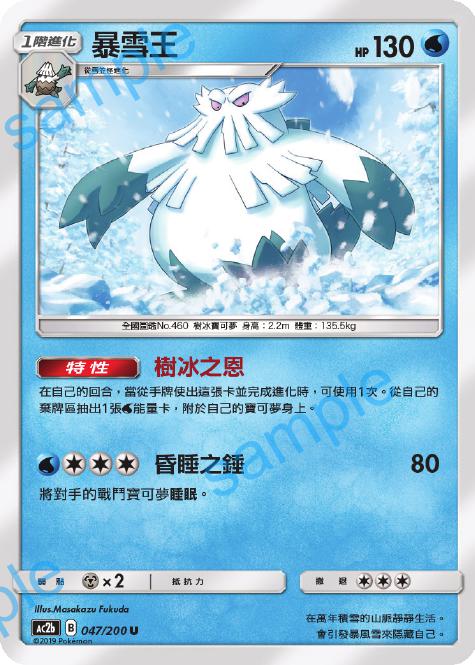 1階進化
暴雪王
HP 130
從雪笠怪進化
全國圖鑑No.460 樹冰寶可夢 身高：2.2m 體重：135.5kg
特性
樹冰之恩
在自己的回合，當從手牌使出這張卡並完成進化時，可使用1次。從自己的
棄牌區抽出1張能量卡，附於自己的寶可夢身上。
昏睡之錘
80
將對手的戰鬥寶可夢睡眠。
弱點 ×2 抵抗力 撤退
Illus.Masakazu Fukuda
AC2b B 047/200 U
©2019 Pokémon
在萬年積雪的山脈靜靜生活。
會引發暴風雪來隱藏自己。
sample
sample
sample
sample